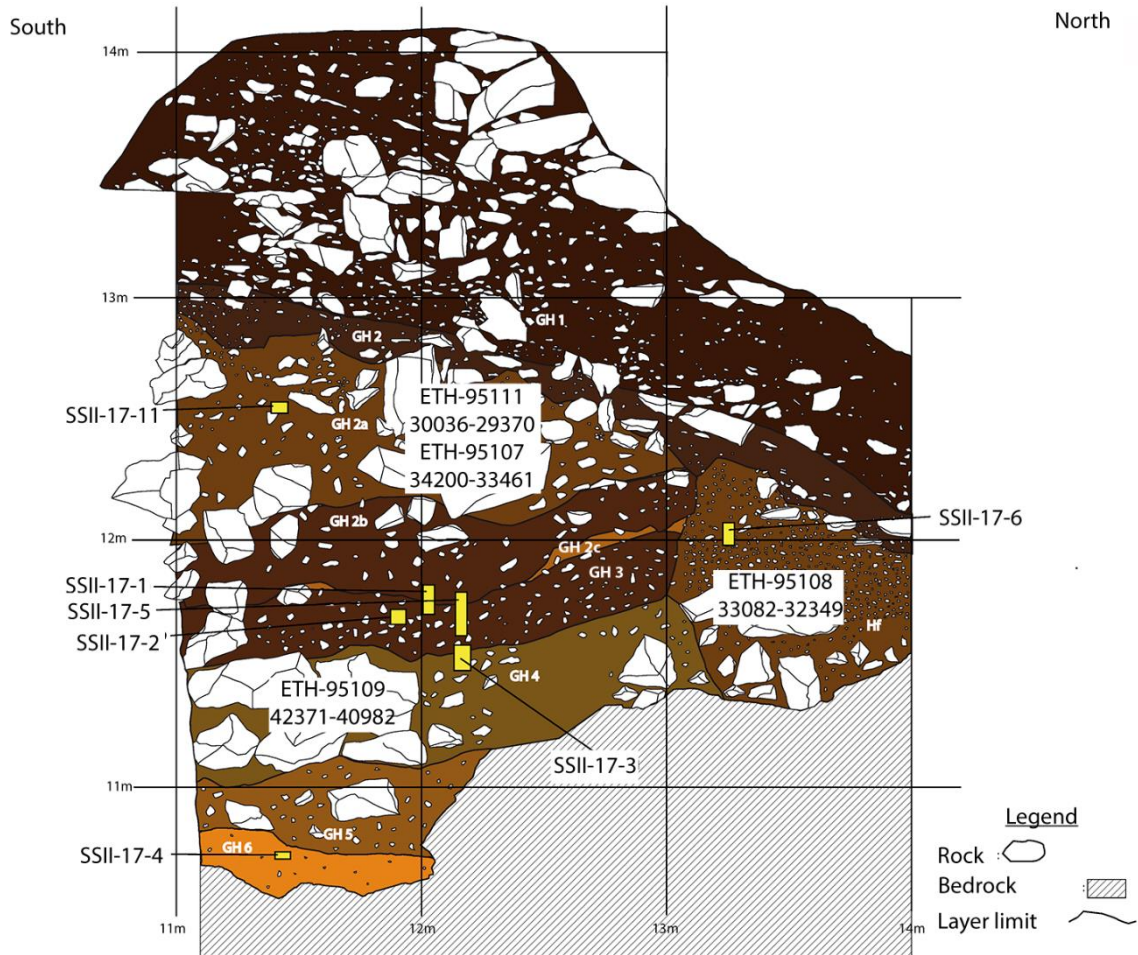 South
North
14m
13m
GH 1
GH 2
SSII-17-11
GH 2a
ETH-95111
30036-29370
ETH-95107
34200-33461
GH 2b
SSII-17-6
12m
GH 2c
GH 3
SSII-17-1
SSII-17-5
SSII-17-2
ETH-95108
33082-32349
Hf
GH 4
ETH-95109
42371-40982
SSII-17-3
11m
GH 5
GH 6
SSII-17-4
Legend
Rock :
Bedrock :
Layer limit
11m
12m
13m
14m